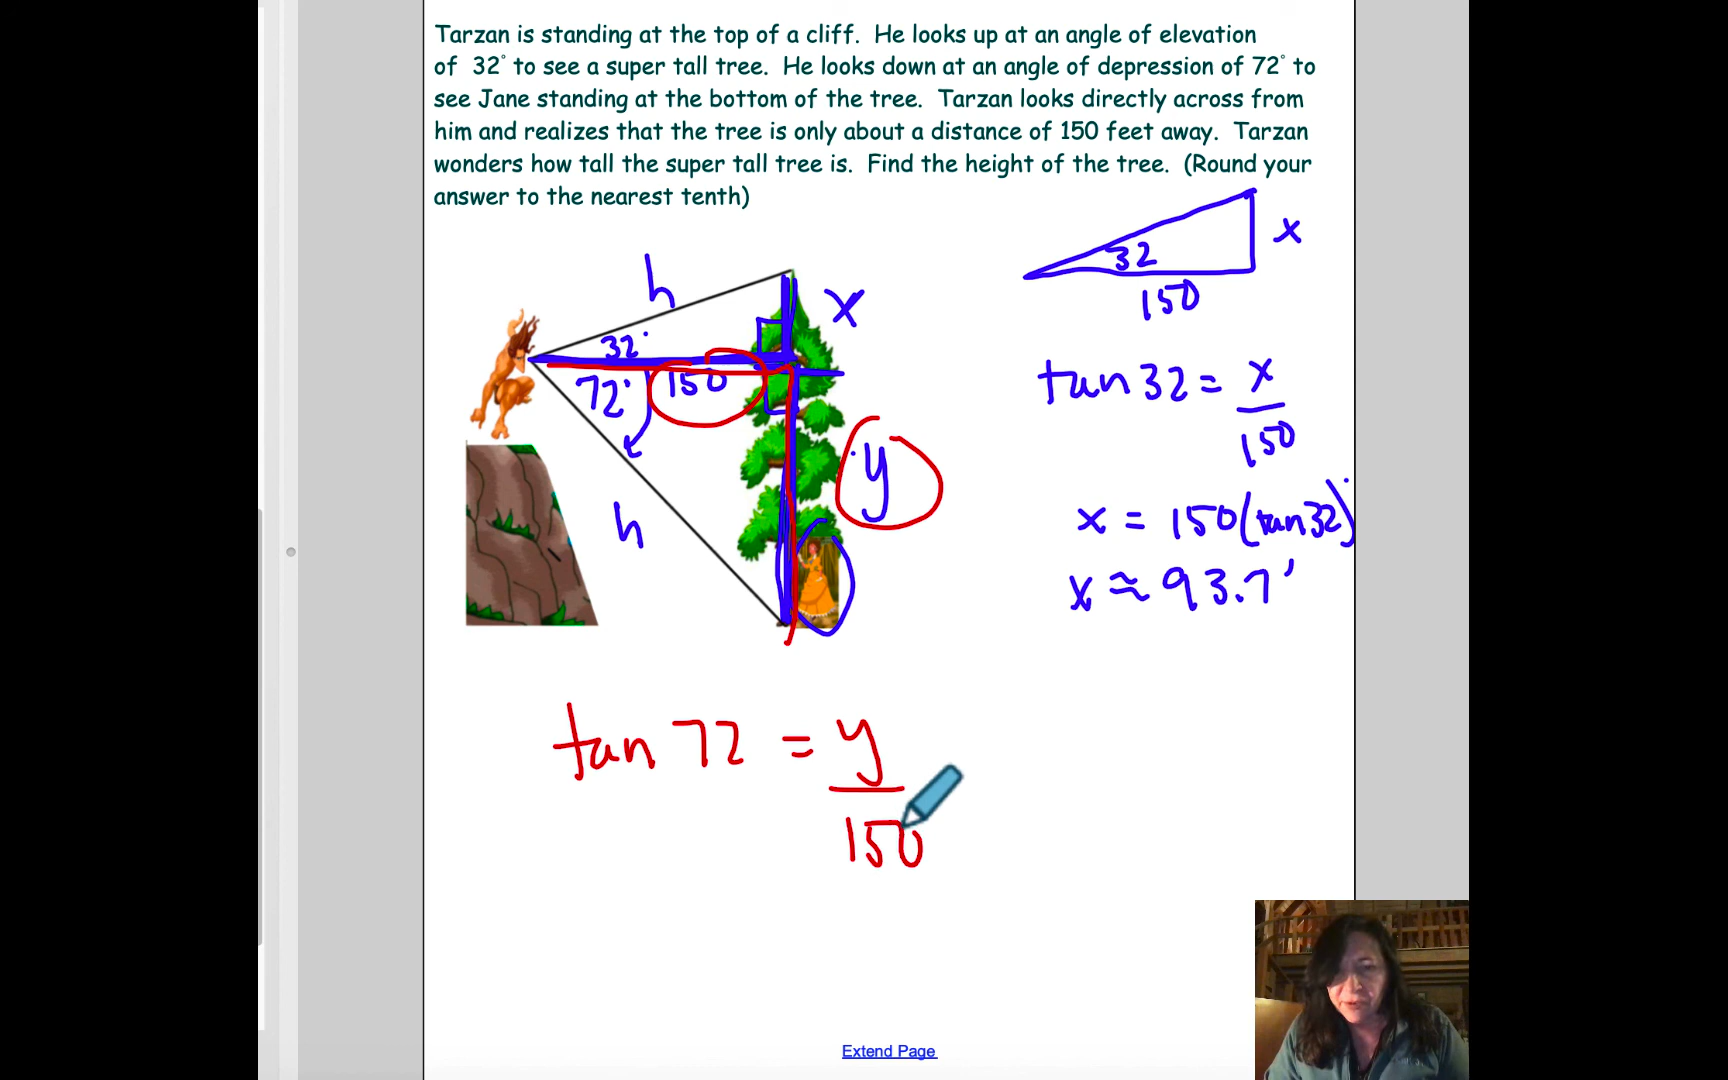 Tarzan is standing at the top of a cliff. He looks up at an angle of elevation
of 32° to see a super tall tree. He looks down at an angle of depression of 72° to
see Jane standing at the bottom of the tree. Tarzan looks directly across from
him and realizes that the tree is only about a distance of 150 feet away. Tarzan
wonders how tall the super tall tree is. Find the height of the tree. (Round your
answer to the nearest tenth)
h
x
32°
72°
150
y
h
32
x
150
tan 32 = x
150
x = 150(tan 32)
x ≈ 93.7'
tan 72 = y
150
Extend Page